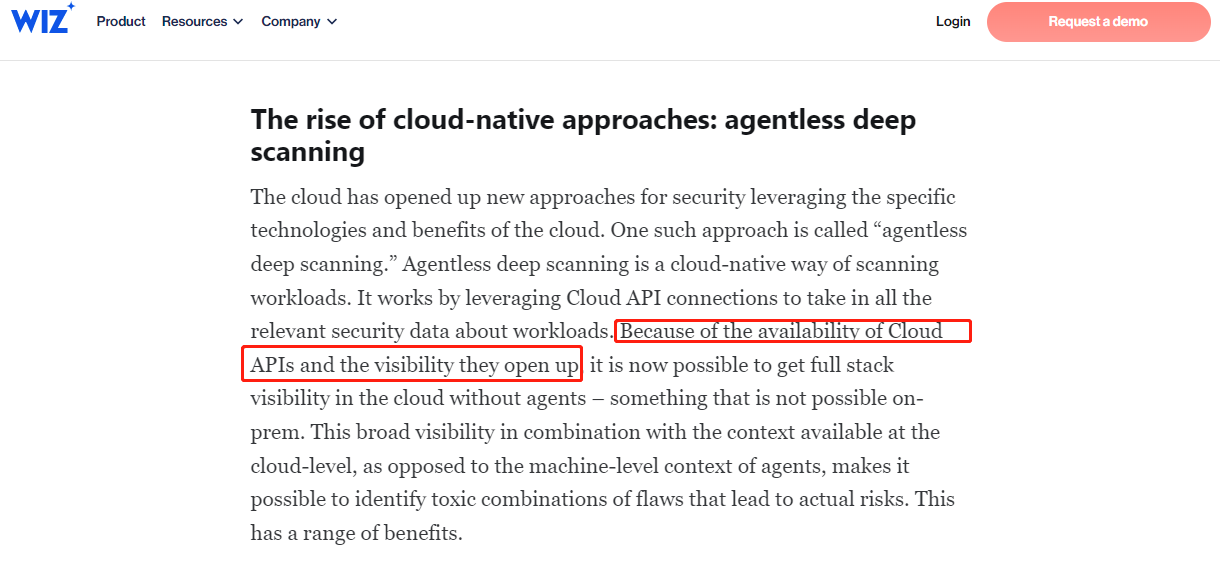 WIZ Product Resources Company Login Request a demo
The rise of cloud-native approaches: agentless deep
scanning
The cloud has opened up new approaches for security leveraging the specific
technologies and benefits of the cloud. One such approach is called “agentless
deep scanning.” Agentless deep scanning is a cloud-native way of scanning
workloads. It works by leveraging Cloud API connections to take in all the
relevant security data about workloads. Because of the availability of Cloud
APIs and the visibility they open up, it is now possible to get full stack
visibility in the cloud without agents – something that is not possible on-
prem. This broad visibility in combination with the context available at the
cloud-level, as opposed to the machine-level context of agents, makes it
possible to identify toxic combinations of flaws that lead to actual risks. This
has a range of benefits.